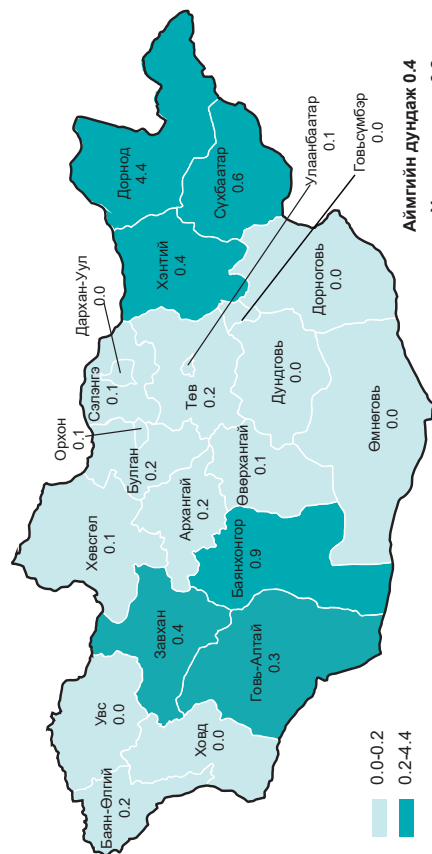 Увс
0.0
Баян-Өлгий
0.2
Ховд
0.0
Завхан
0.4
Говь-Алтай
0.3
Хөвсгөл
0.1
Баянхонгор
0.9
Архангай
0.2
Орхон
0.1
Булган
0.2
Өвөрхангай
0.1
Сэлэнгэ
0.1
Дархан-Уул
0.0
Төв
0.2
Дундговь
0.0
Өмнөговь
0.0
Дорноговь
0.0
Хэнтий
0.4
Дорнод
4.4
Сүхбаатар
0.6
Улаанбаатар
0.1
Говьсүмбэр
0.0
Аймгийн дундаж 0.4
0.0-0.2
0.2-4.4